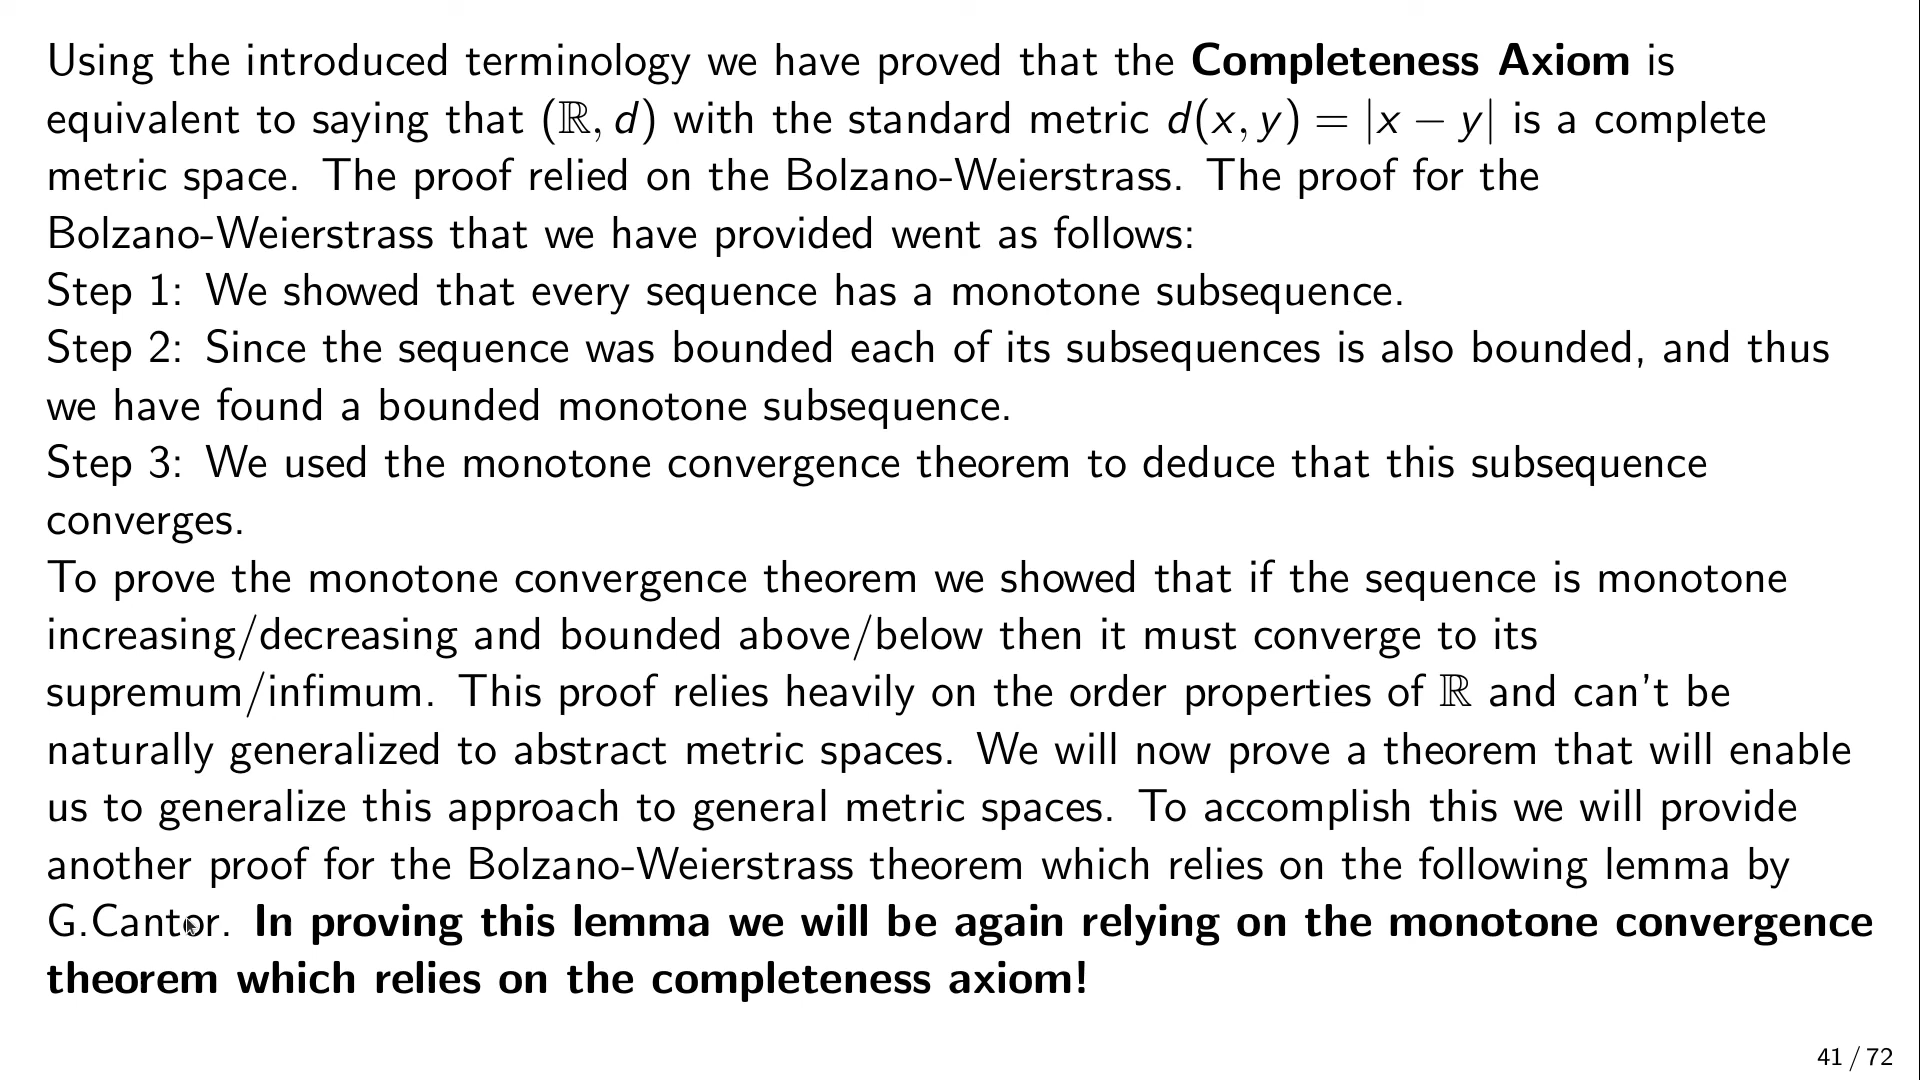 Using the introduced terminology we have proved that the Completeness Axiom is
equivalent to saying that (ℝ, d) with the standard metric d(x, y) = |x − y| is a complete
metric space. The proof relied on the Bolzano-Weierstrass. The proof for the
Bolzano-Weierstrass that we have provided went as follows:
Step 1: We showed that every sequence has a monotone subsequence.
Step 2: Since the sequence was bounded each of its subsequences is also bounded, and thus
we have found a bounded monotone subsequence.
Step 3: We used the monotone convergence theorem to deduce that this subsequence
converges.
To prove the monotone convergence theorem we showed that if the sequence is monotone
increasing/decreasing and bounded above/below then it must converge to its
supremum/infimum. This proof relies heavily on the order properties of ℝ and can't be
naturally generalized to abstract metric spaces. We will now prove a theorem that will enable
us to generalize this approach to general metric spaces. To accomplish this we will provide
another proof for the Bolzano-Weierstrass theorem which relies on the following lemma by
G.Cantor. In proving this lemma we will be again relying on the monotone convergence
theorem which relies on the completeness axiom!
41 / 72